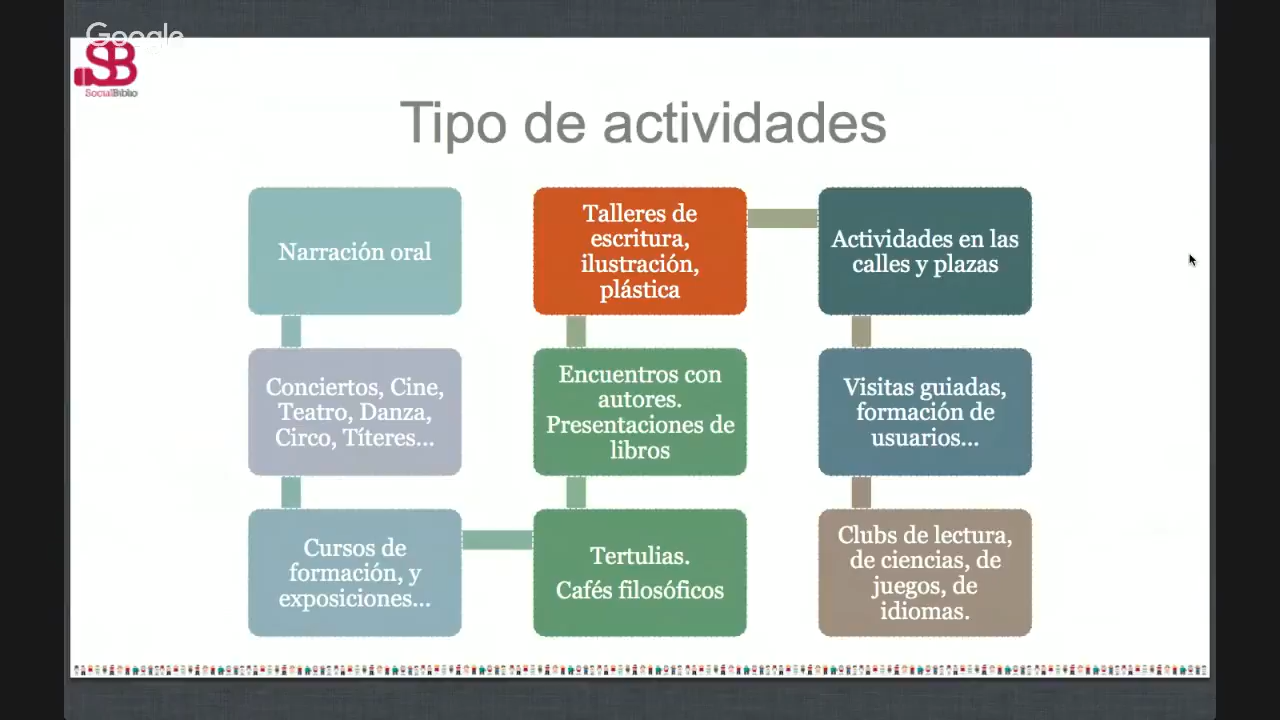 Google
SB
SocialBiblio
Tipo de actividades
Narración oral
Conciertos, Cine,
Teatro, Danza,
Circo, Títeres...
Cursos de
formación, y
exposiciones...
Tertulias.
Cafés filosóficos
Encuentros con
autores.
Presentaciones de
libros
Talleres de
escritura,
ilustración,
plástica
Actividades en las
calles y plazas
Visitas guiadas,
formación de
usuarios...
Clubs de lectura,
de ciencias, de
juegos, de
idiomas.